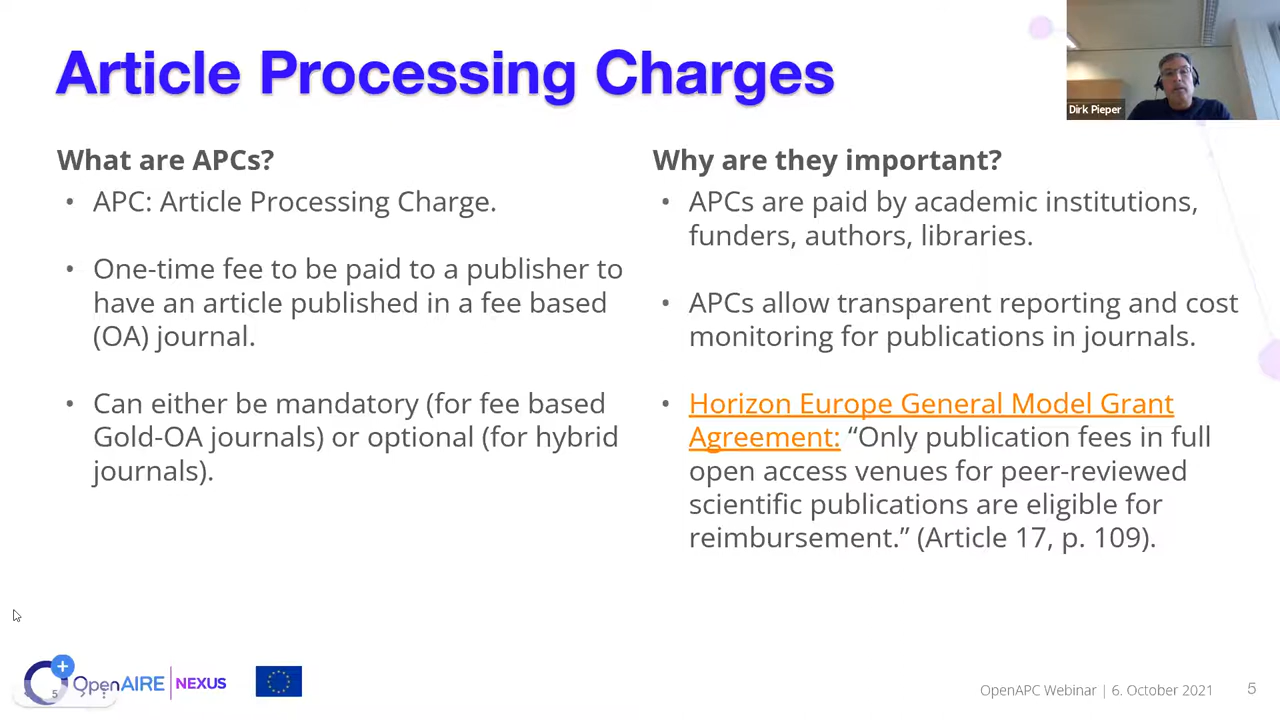 Article Processing Charges
Dirk Pieper
What are APCs?
• APC: Article Processing Charge.
• One-time fee to be paid to a publisher to
have an article published in a fee based
(OA) journal.
• Can either be mandatory (for fee based
Gold-OA journals) or optional (for hybrid
journals).
Why are they important?
• APCs are paid by academic institutions,
funders, authors, libraries.
• APCs allow transparent reporting and cost
monitoring for publications in journals.
• Horizon Europe General Model Grant
Agreement: “Only publication fees in full
open access venues for peer-reviewed
scientific publications are eligible for
reimbursement.” (Article 17, p. 109).
5
OpenAIRE | NEXUS
OpenAPC Webinar | 6. October 2021
5